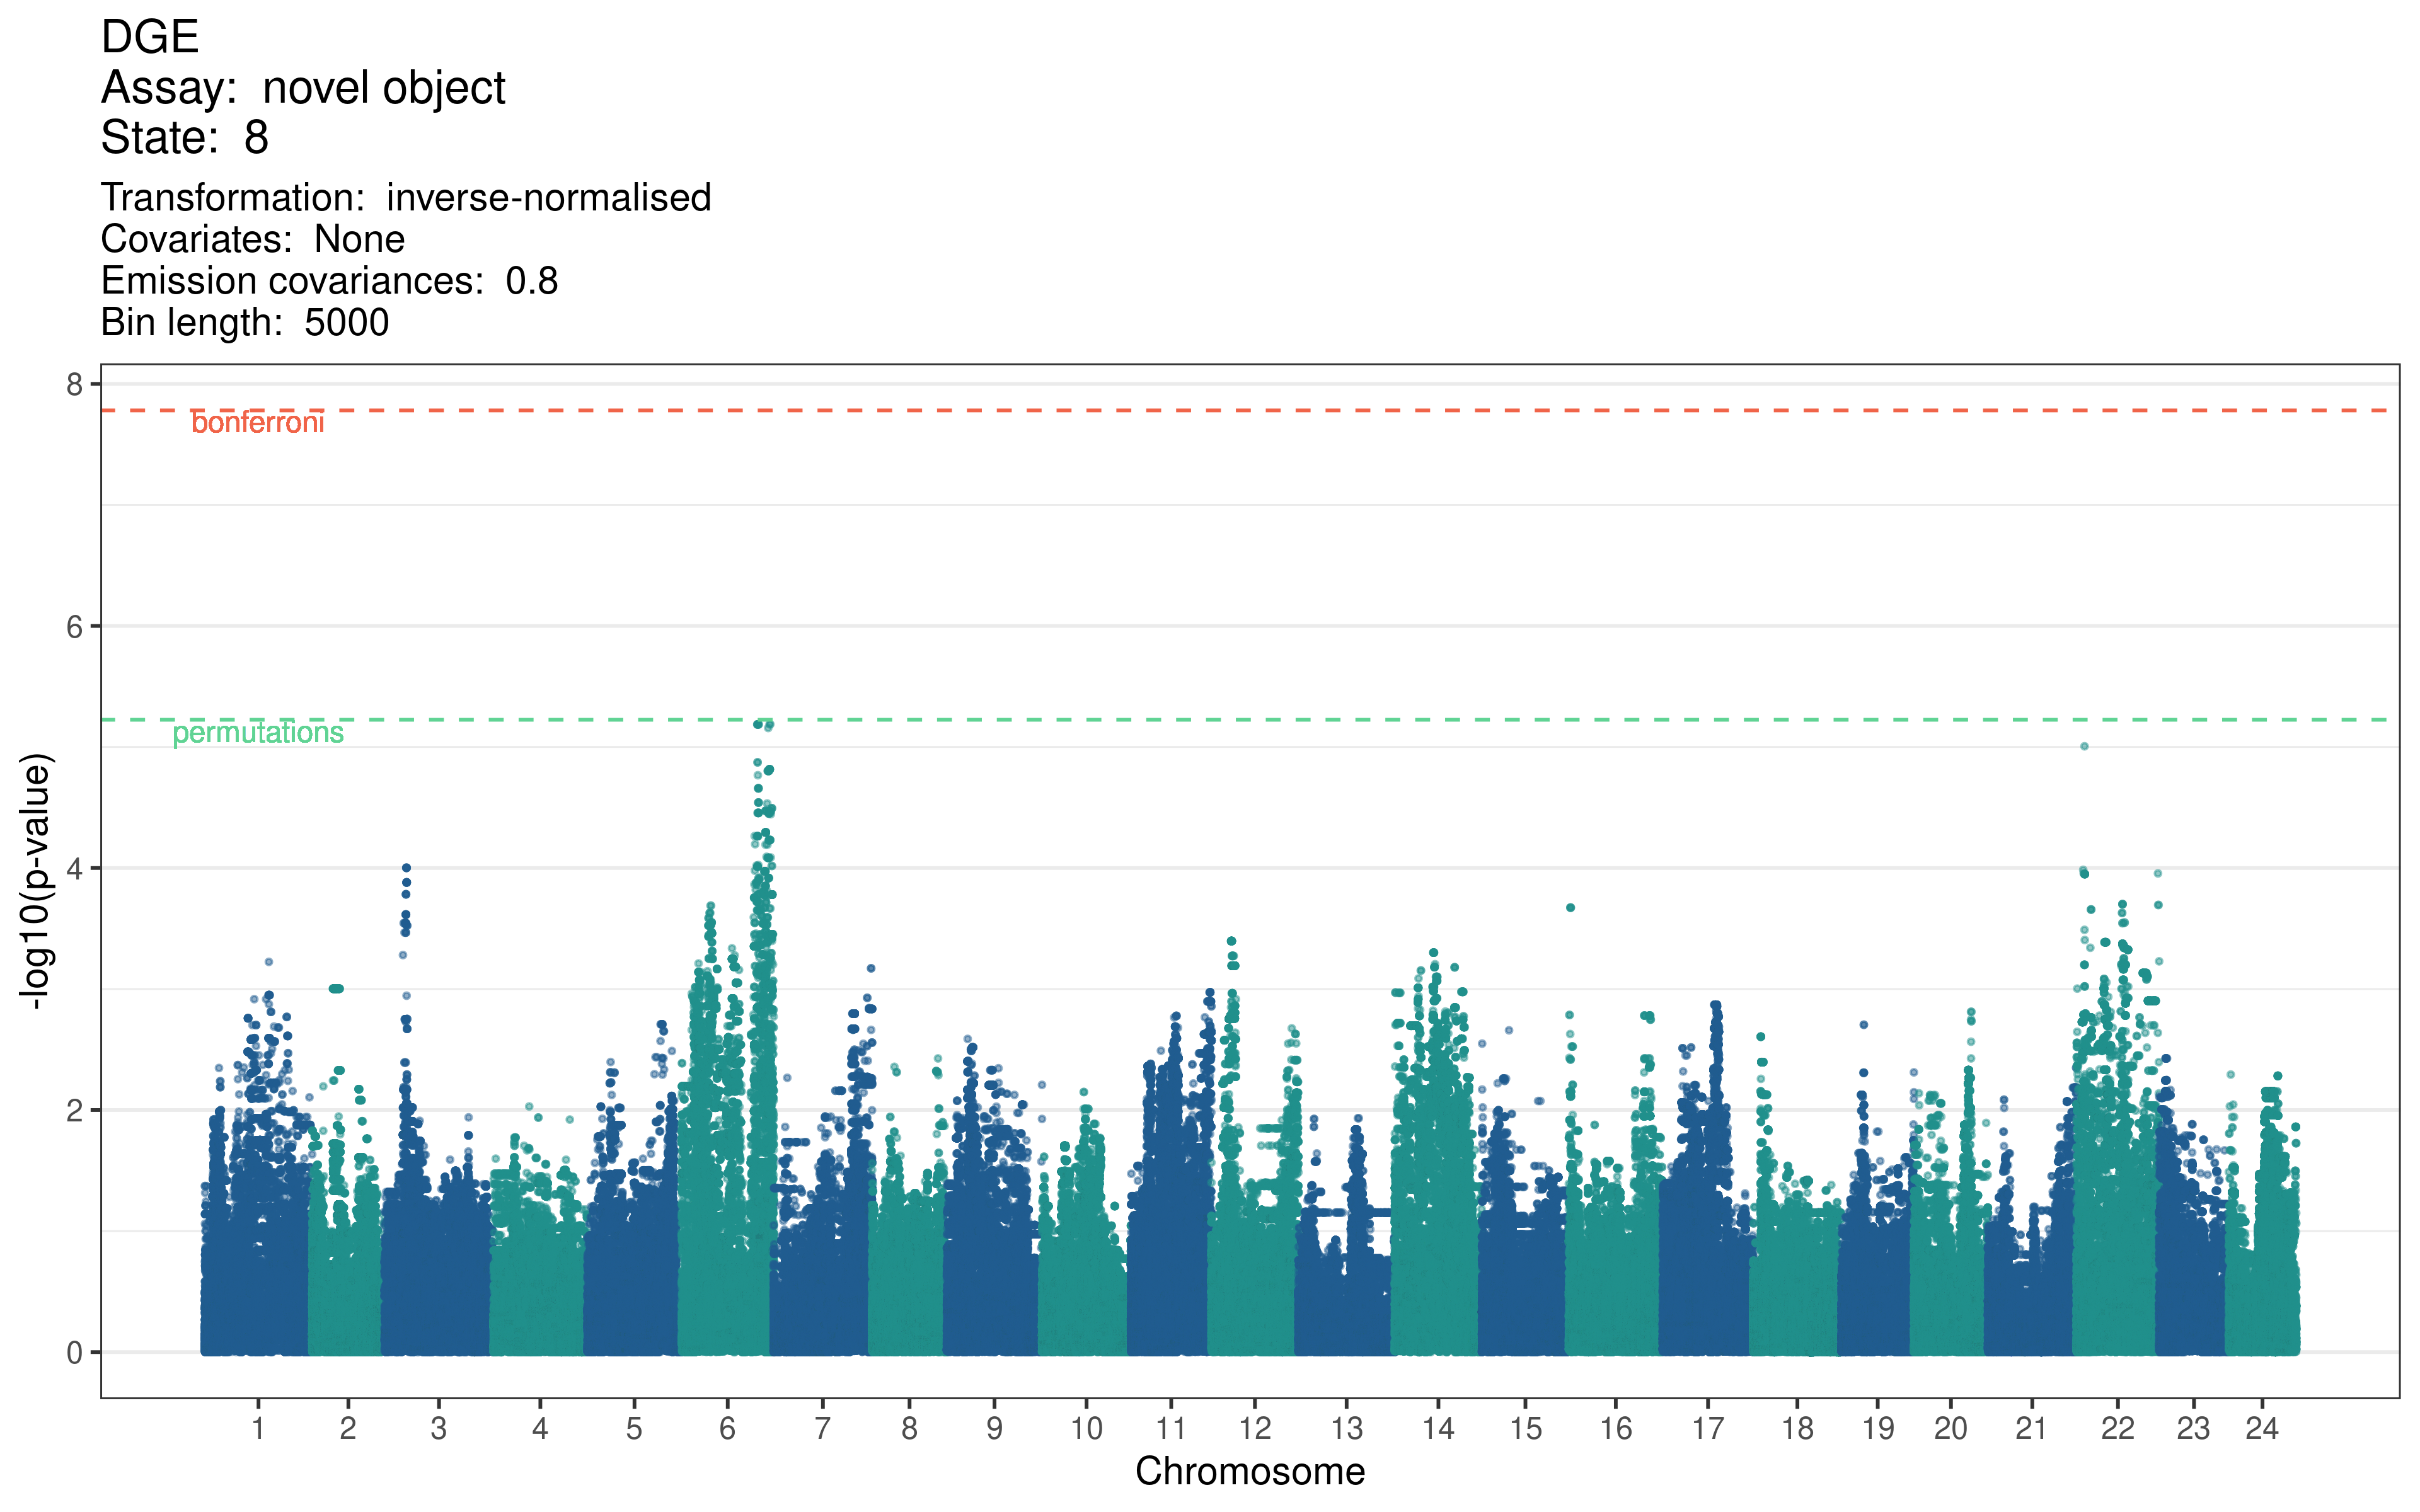 DGE
Assay:  novel object
State:  8
Transformation:  inverse-normalised
Covariates:  None
Emission covariances:  0.8
Bin length:  5000
8
bonferroni
6
permutations
4
2
0
-log10(p-value)
1 2 3 4 5 6 7 8 9 10 11 12 13 14 15 16 17 18 19 20 21 22 23 24
Chromosome